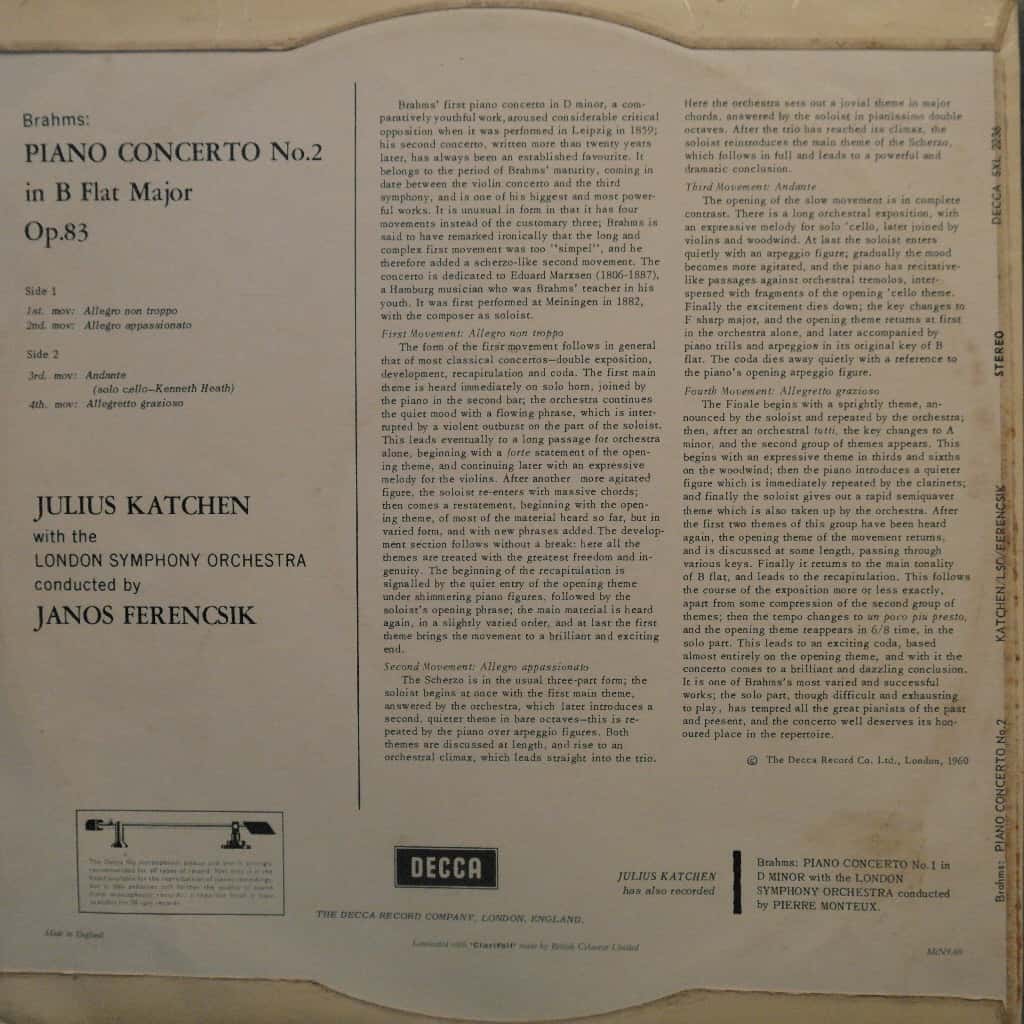 Brahms:
PIANO CONCERTO No.2
in B Flat Major
Op.83
Side 1
1st. mov: Allegro non troppo
2nd. mov: Allegro appassionato
Side 2
3rd. mov: Andante
(solo cello—Kenneth Heath)
4th. mov: Allegretto grazioso
JULIUS KATCHEN
with the
LONDON SYMPHONY ORCHESTRA
conducted by
JANOS FERENCSIK
Brahms' first piano concerto in D minor, a com-
paratively youthful work, aroused considerable critical
opposition when it was performed in Leipzig in 1859;
his second concerto, written more than twenty years
later, has always been an established favourite. It
belongs to the period of Brahms' maturity, coming in
date between the violin concerto and the third
symphony, and is one of his biggest and most power-
ful works. It is unusual in form in that it has four
movements instead of the customary three; Brahms is
said to have remarked ironically that the long and
complex first movement was too "simpel", and he
therefore added a scherzo-like second movement. The
concerto is dedicated to Eduard Marxsen (1806-1887),
a Hamburg musician who was Brahms' teacher in his
youth. It was first performed at Meiningen in 1882,
with the composer as soloist.
First Movement: Allegro non troppo
The form of the first movement follows in general
that of most classical concertos—double exposition,
development, recapitulation and coda. The first main
theme is heard immediately on solo horn, joined by
the piano in the second bar; the orchestra continues
the quiet mood with a flowing phrase, which is inter-
rupted by a violent outburst on the part of the soloist.
This leads eventually to a long passage for orchestra
alone, beginning with a forte statement of the open-
ing theme, and continuing later with an expressive
melody for the violins. After another more agitated
figure, the soloist re-enters with massive chords;
then comes a restatement, beginning with the open-
ing theme, of most of the material heard so far, but in
varied form, and with new phrases added. The develop-
ment section follows without a break: here all the
themes are treated with the greatest freedom and in-
genuity. The beginning of the recapitulation is
signalled by the quiet entry of the opening theme
under shimmering piano figures, followed by the
soloist's opening phrase; the main material is heard
again, in a slightly varied order, and at last the first
theme brings the movement to a brilliant and exciting
end.
Second Movement: Allegro appassionato
The Scherzo is in the usual three-part form; the
soloist begins at once with the first main theme,
answered by the orchestra, which later introduces a
second, quieter theme in bare octaves—this is re-
peated by the piano over arpeggio figures. Both
themes are discussed at length, and rise to an
orchestral climax, which leads straight into the trio.
Here the orchestra sets out a jovial theme in major
chords, answered by the soloist in pianissimo double
octaves. After the trio has reached its climax, the
soloist reintroduces the main theme of the Scherzo,
which follows in full and leads to a powerful and
dramatic conclusion.
Third Movement: Andante
The opening of the slow movement is in complete
contrast. There is a long orchestral exposition, with
an expressive melody for solo 'cello, later joined by
violins and woodwind. At last the soloist enters
quietly with an arpeggio figure; gradually the mood
becomes more agitated, and the piano has recitative-
like passages against orchestral tremolos, inter-
spersed with fragments of the opening 'cello theme.
Finally the excitement dies down; the key changes to
F sharp major, and the opening theme returns at first
in the orchestra alone, and later accompanied by
piano trills and arpeggios in its original key of B
flat. The coda dies away quietly with a reference to
the piano's opening arpeggio figure.
Fourth Movement: Allegretto grazioso
The Finale begins with a sprightly theme, an-
nounced by the soloist and repeated by the orchestra;
then, after an orchestral tutti, the key changes to A
minor, and the second group of themes appears. This
begins with an expressive theme in thirds and sixths
on the woodwind; then the piano introduces a quieter
figure which is immediately repeated by the clarinets;
and finally the soloist gives out a rapid semiquaver
theme which is also taken up by the orchestra. After
the first two themes of this group have been heard
again, the opening theme of the movement returns,
and is discussed at some length, passing through
various keys. Finally it returns to the main tonality
of B flat, and leads to the recapitulation. This follows
the course of the exposition more or less exactly,
apart from some compression of the second group of
themes; then the tempo changes to un poco piu presto,
and the opening theme reappears in 6/8 time, in the
solo part. This leads to an exciting coda, based
almost entirely on the opening theme, and with it the
concerto comes to a brilliant and dazzling conclusion.
It is one of Brahms's most varied and successful
works; the solo part, though difficult and exhausting
to play, has tempted all the great pianists of the past
and present, and the concerto well deserves its hon-
oured place in the repertoire.
© The Decca Record Co. Ltd., London, 1960
DECCA
THE DECCA RECORD COMPANY, LONDON, ENGLAND.
Laminated with 'Clarifoil' made by British Celanese Limited
JULIUS KATCHEN
has also recorded
Brahms: PIANO CONCERTO No.1 in
D MINOR with the LONDON
SYMPHONY ORCHESTRA conducted
by PIERRE MONTEUX.
Made in England
Brahms: PIANO CONCERTO No.2
KATCHEN/LSO/FERENCSIK
STEREO
DECCA SXL 2236